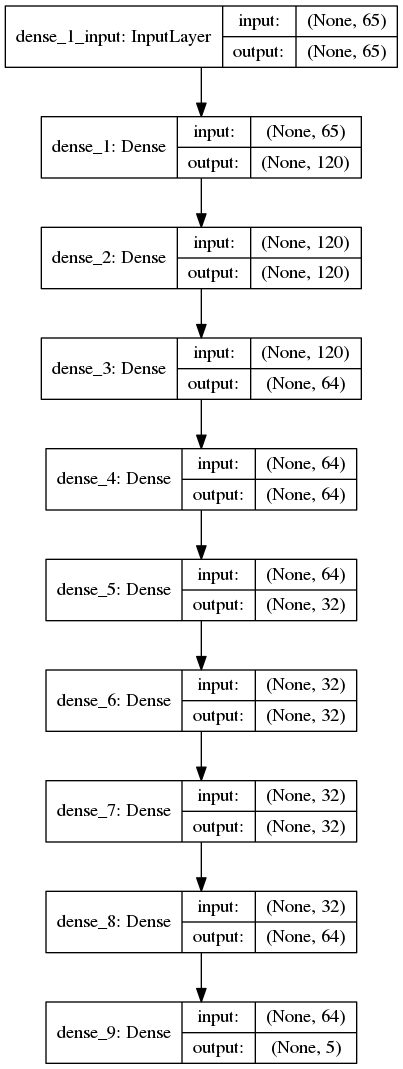 dense_1_input: InputLayer
input: (None, 65)
output: (None, 65)
dense_1: Dense
input: (None, 65)
output: (None, 120)
dense_2: Dense
input: (None, 120)
output: (None, 120)
dense_3: Dense
input: (None, 120)
output: (None, 64)
dense_4: Dense
input: (None, 64)
output: (None, 64)
dense_5: Dense
input: (None, 64)
output: (None, 32)
dense_6: Dense
input: (None, 32)
output: (None, 32)
dense_7: Dense
input: (None, 32)
output: (None, 32)
dense_8: Dense
input: (None, 32)
output: (None, 64)
dense_9: Dense
input: (None, 64)
output: (None, 5)